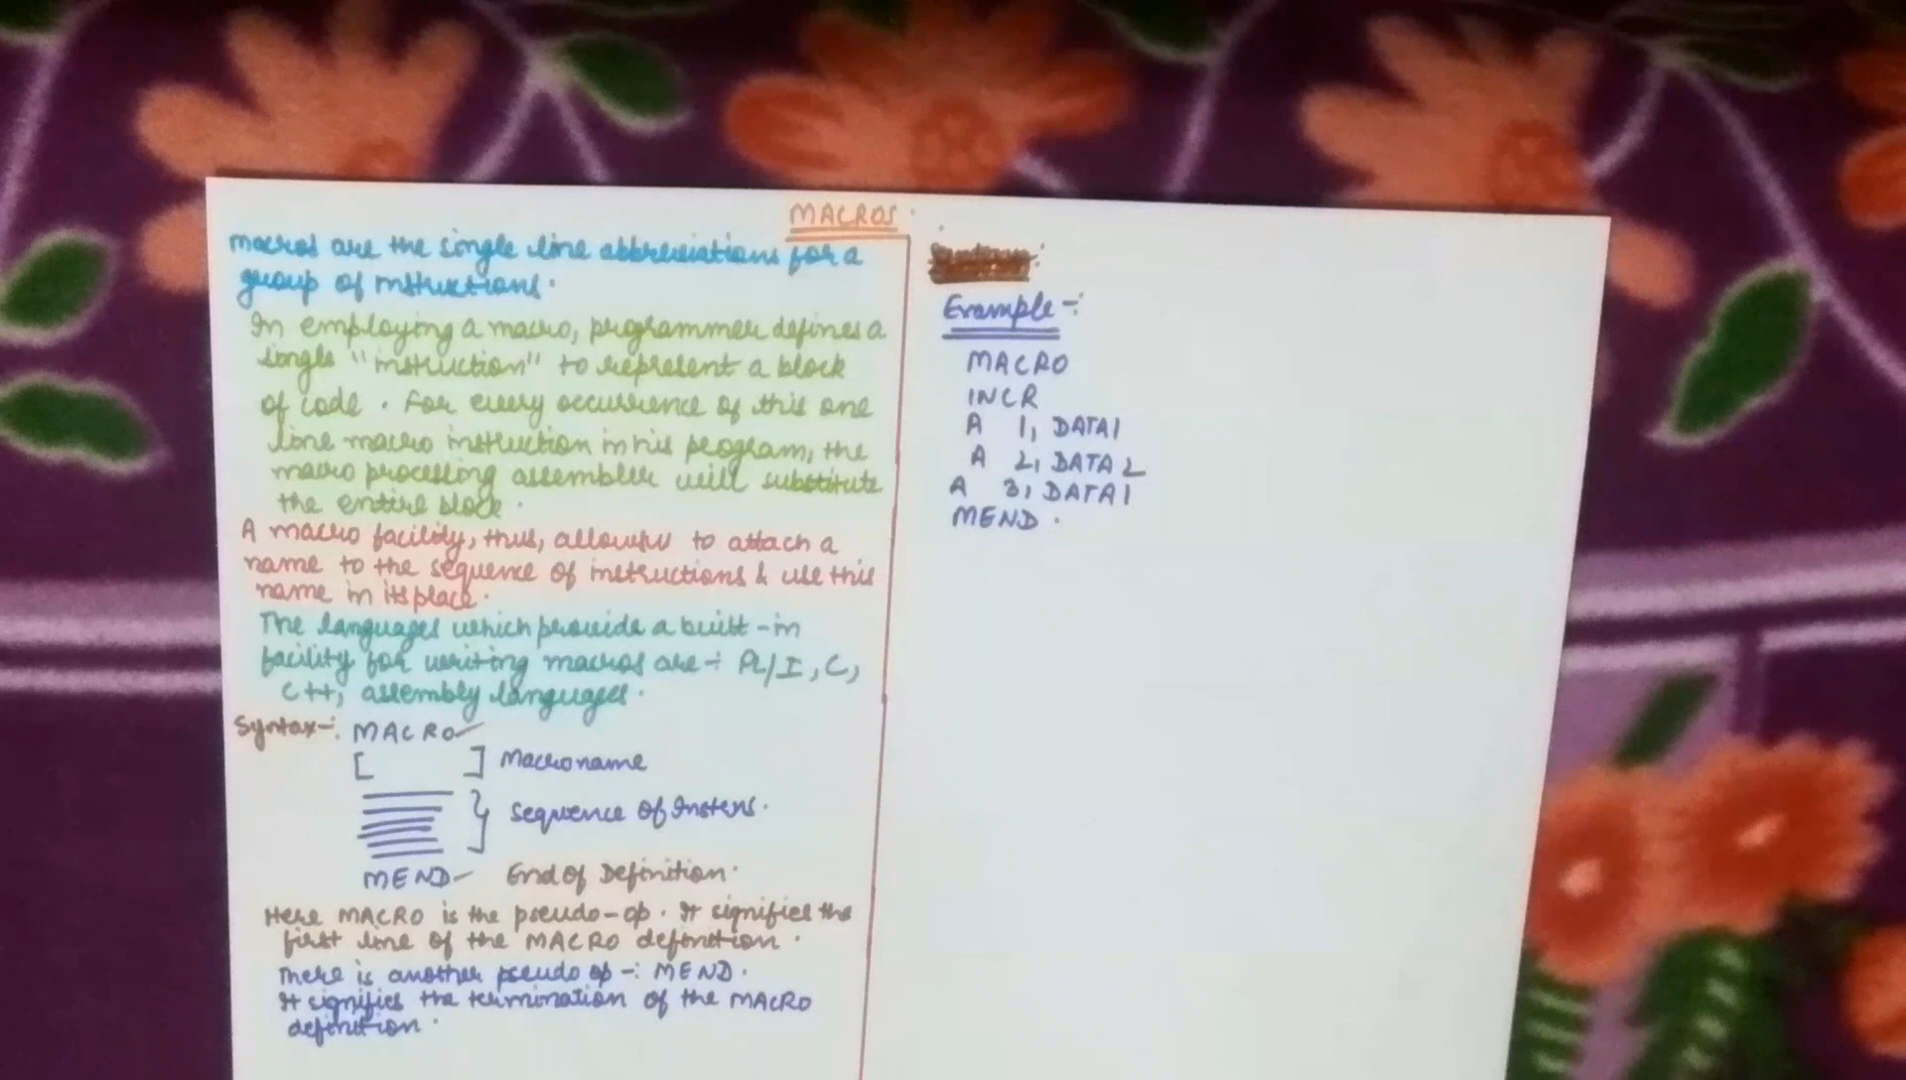 MACROS.
Macros are the single line abbreviations for a
group of instructions.
In employing a macro, programmer defines a
single "instruction" to represent a block
of code. For every occurrence of this one
line macro instruction in his program, the
macro processing assembler will substitute
the entire block.
A macro facility, thus, allows to attach a
name to the sequence of instructions & use this
name in its place.
The languages which provide a built-in
facility for writing macros are -: PL/I, C,
C++, assembly languages.
Syntax -: MACRO
[ ] Macroname
} Sequence of Instrns.
MEND - End of Definition.
Here MACRO is the pseudo-op. It signifies the
first line of the MACRO definition.
There is another pseudo op -: MEND.
It signifies the termination of the MACRO
definition.
Example -:
MACRO
INCR
A 1, DATA1
A 2, DATA2
A 3, DATA1
MEND.